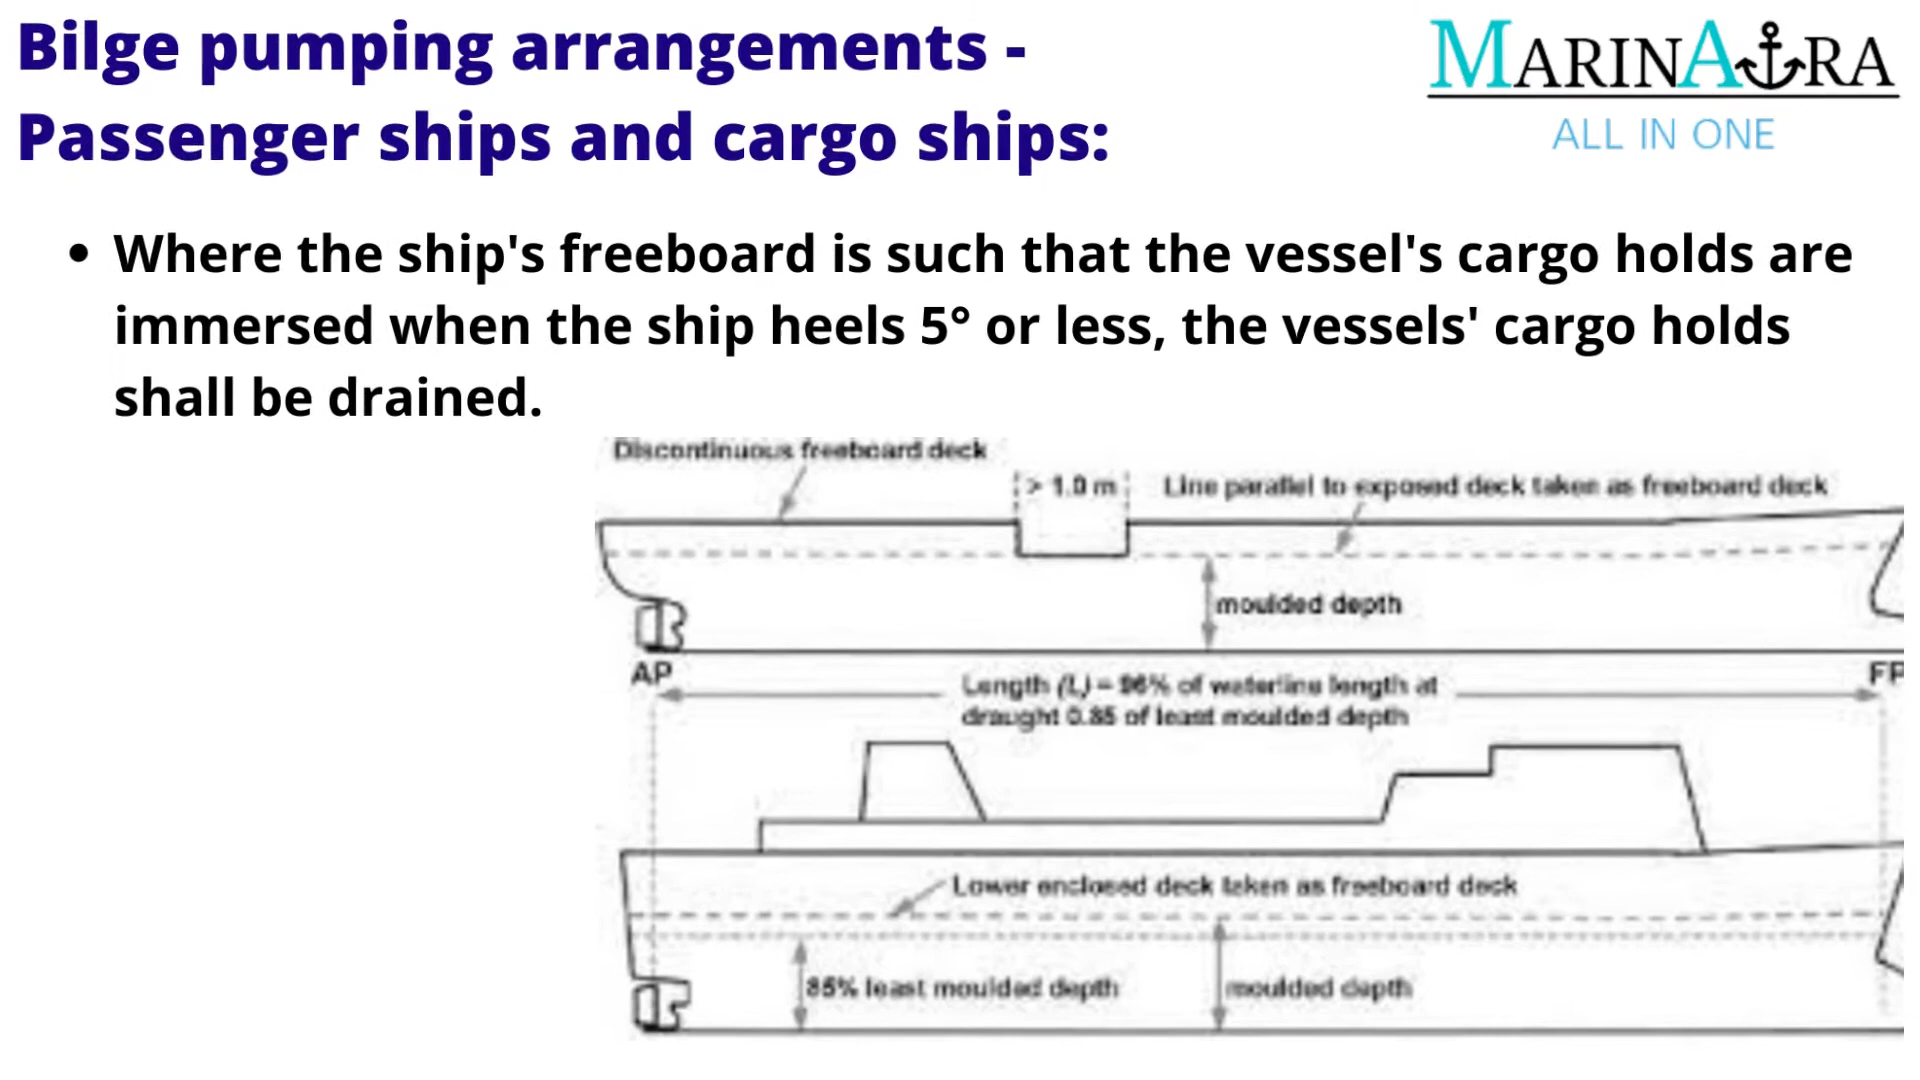 Bilge pumping arrangements -
Passenger ships and cargo ships:
MARINAURA
ALL IN ONE
• Where the ship's freeboard is such that the vessel's cargo holds are
immersed when the ship heels 5° or less, the vessels' cargo holds
shall be drained.
Discontinuous freeboard deck
> 1.0 m
Line parallel to exposed deck taken as freeboard deck
moulded depth
AP
FP
Length (L) = 96% of waterline length at
draught 0.85 of least moulded depth
Lower enclosed deck taken as freeboard deck
85% least moulded depth
moulded depth